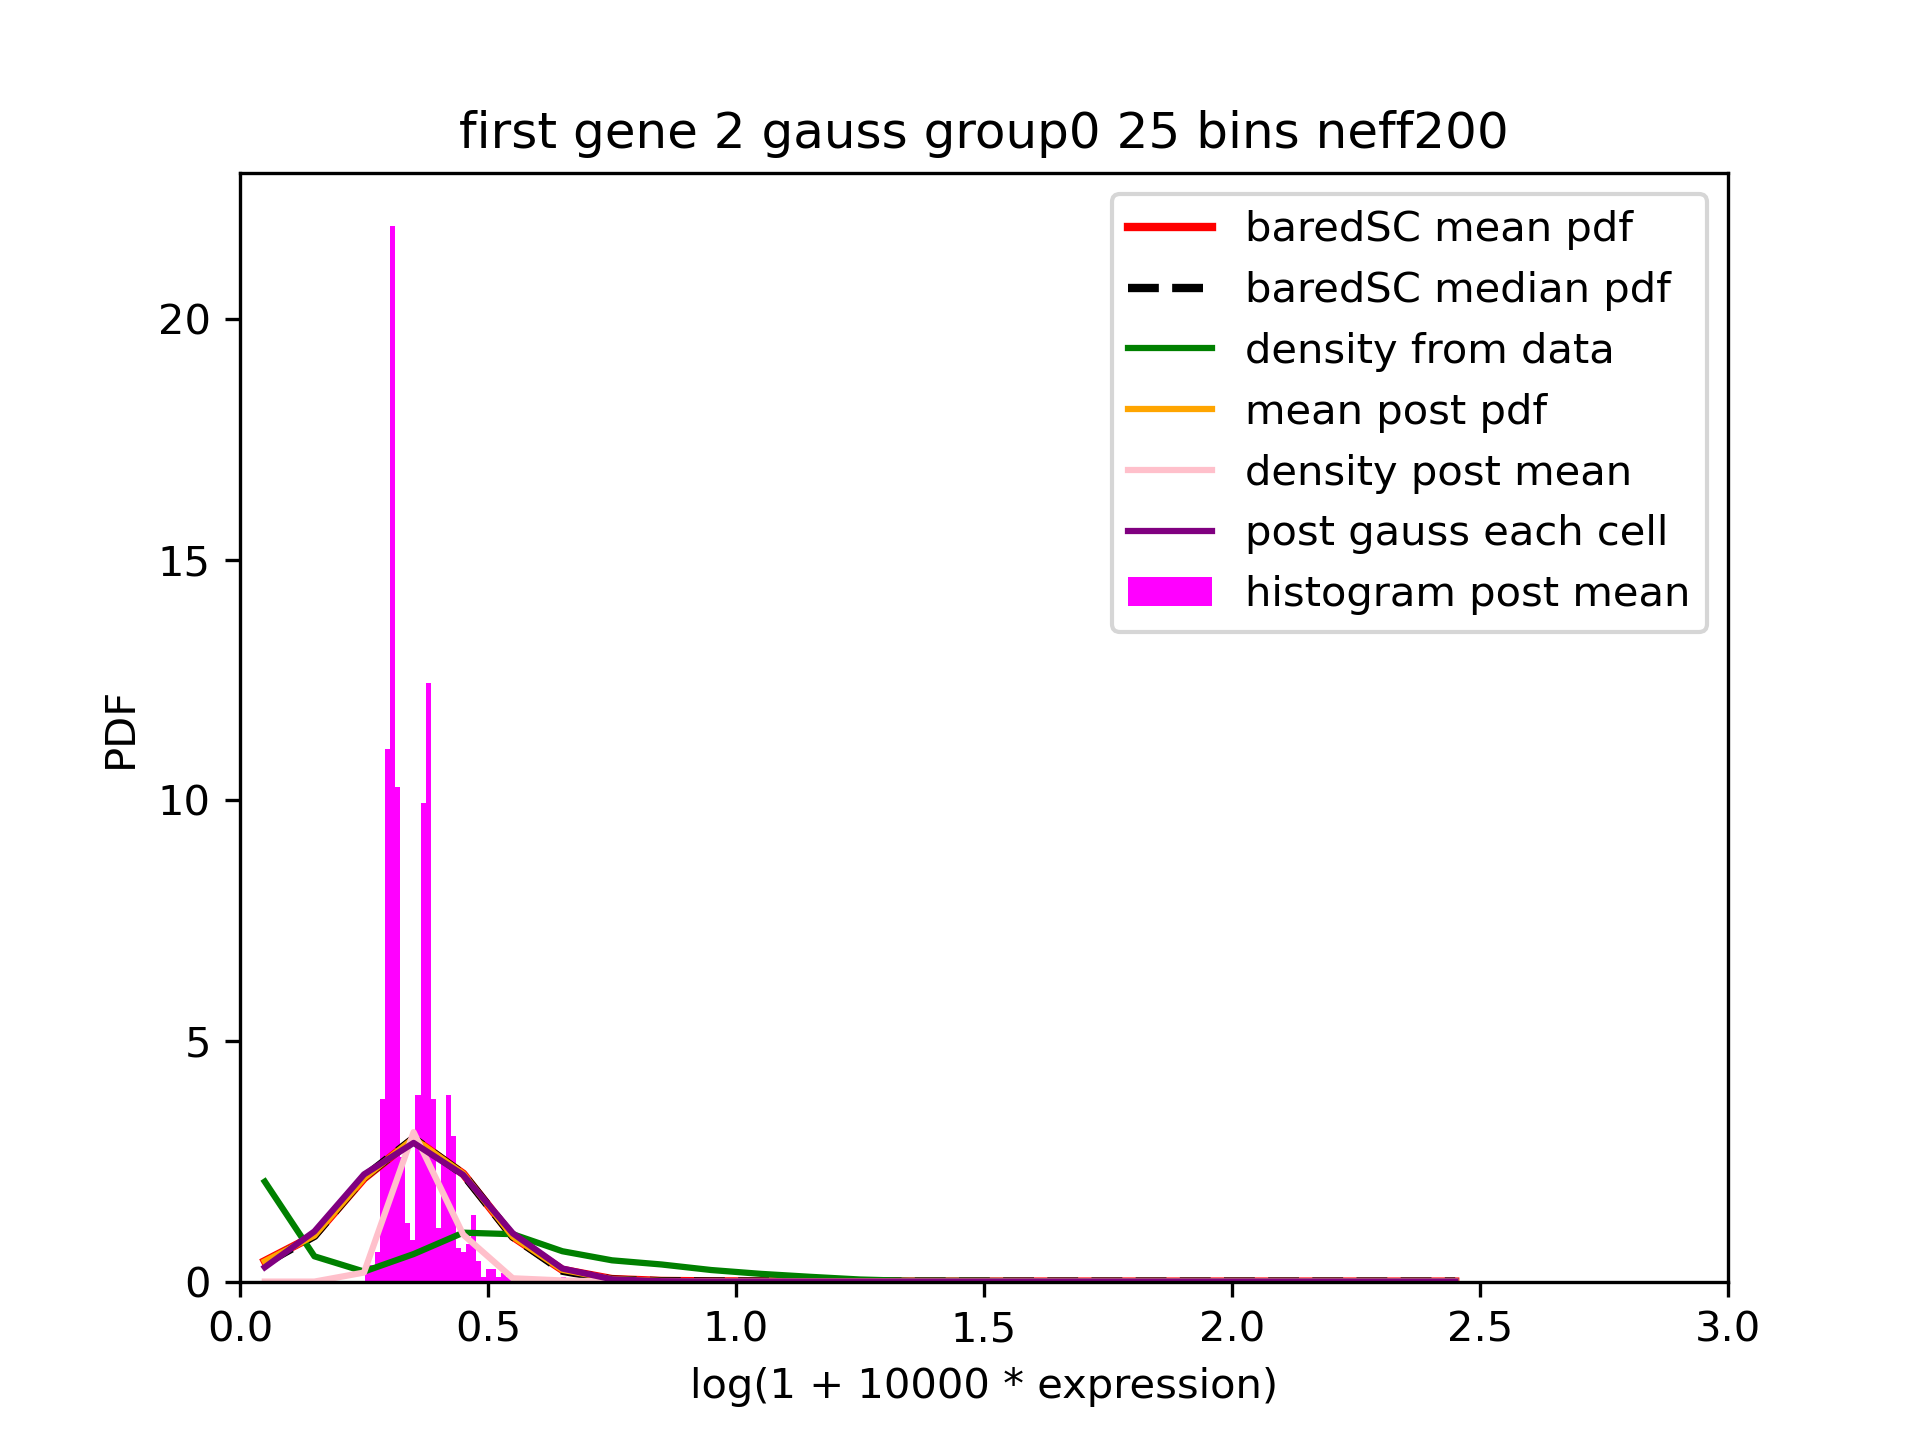 first gene 2 gauss group0 25 bins neff200
baredSC mean pdf
baredSC median pdf
density from data
mean post pdf
density post mean
post gauss each cell
histogram post mean
PDF
20
15
10
5
0
0.0 0.5 1.0 1.5 2.0 2.5 3.0
log(1 + 10000 * expression)